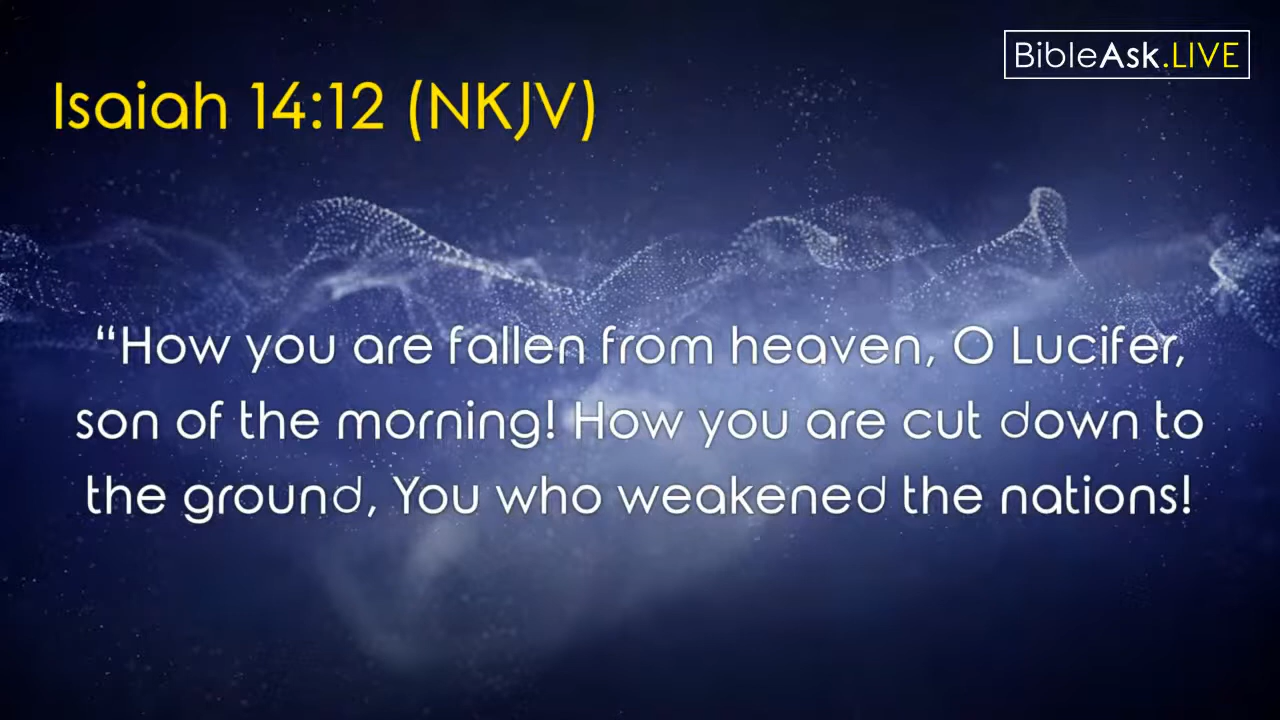 BibleAsk.LIVE
Isaiah 14:12 (NKJV)
“How you are fallen from heaven, O Lucifer,
son of the morning! How you are cut down to
the ground, You who weakened the nations!